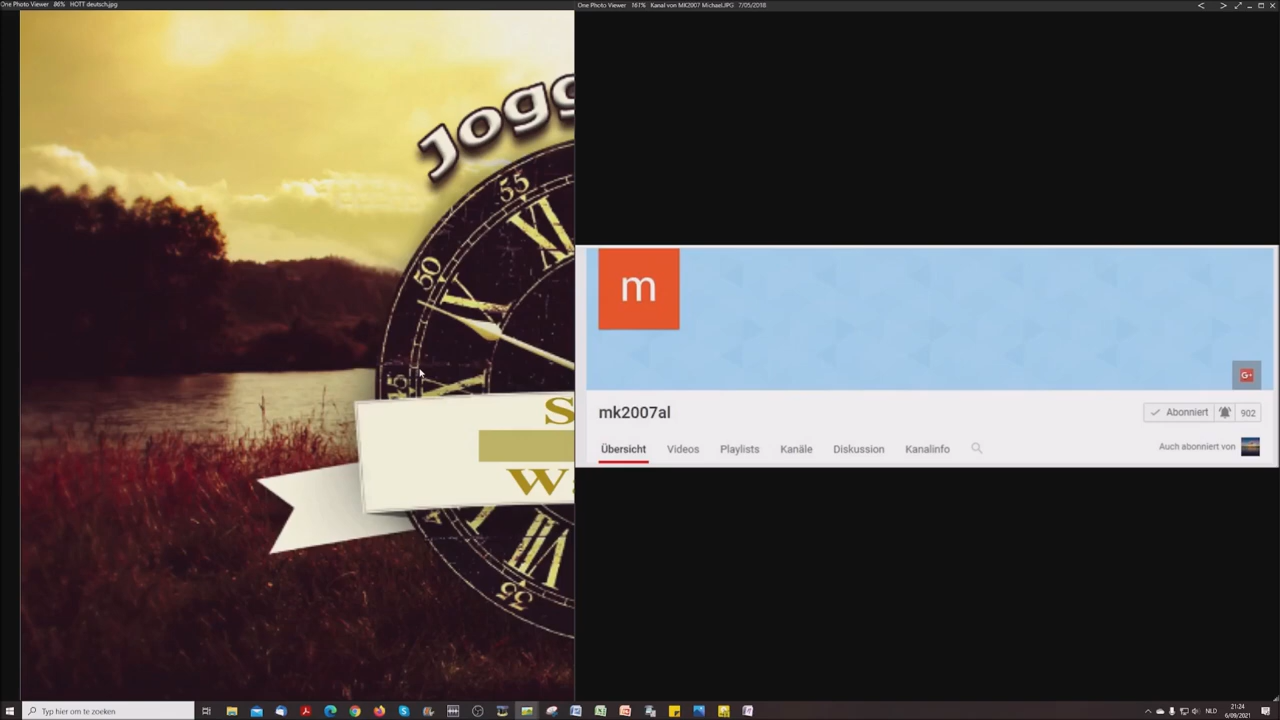 One Photo Viewer 86% HOTT deutsch.jpg
One Photo Viewer 161% Kanal von MK2007 Michael.JPG 7/05/2018
Jogg
55
50
m
G+
mk2007al
Abonniert 902
Übersicht Videos Playlists Kanäle Diskussion Kanalinfo
Auch abonniert von
S
W
35
Typ hier om te zoeken
NLD
21:24
6/09/2021